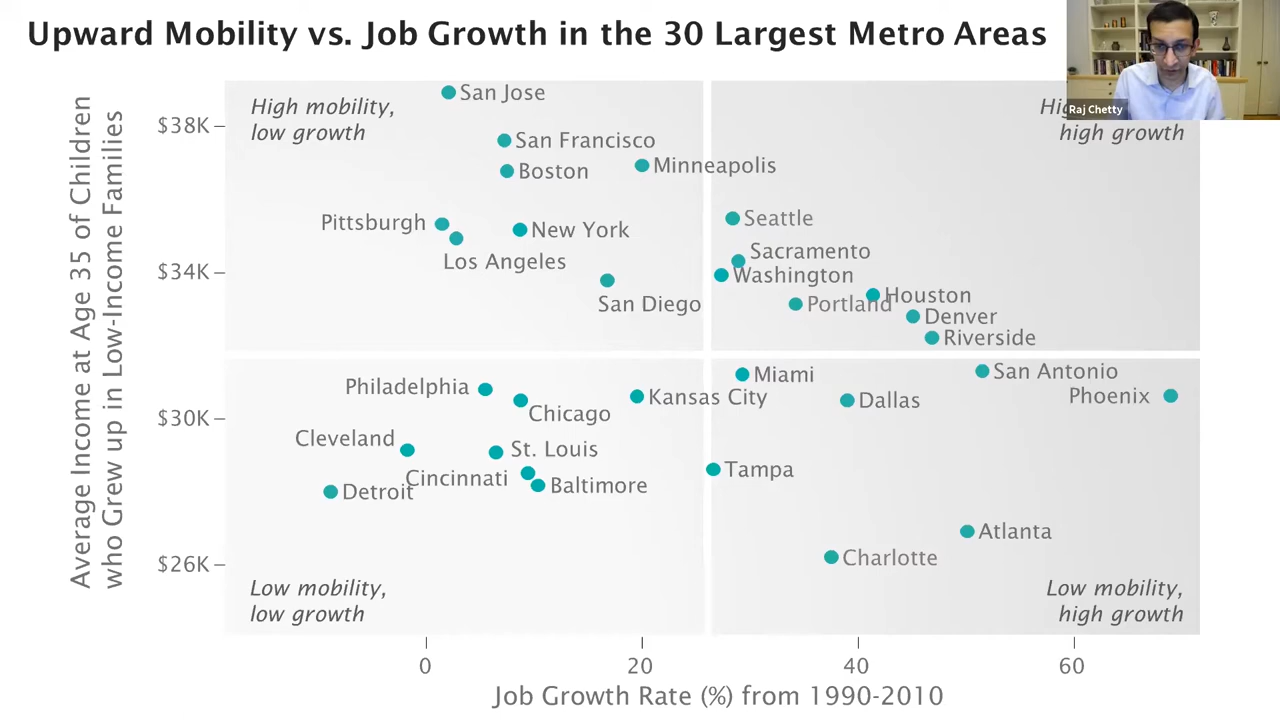 Upward Mobility vs. Job Growth in the 30 Largest Metro Areas
Raj Chetty
Average Income at Age 35 of Children
who Grew up in Low-Income Families
$38K
$34K
$30K
$26K
High mobility,
low growth
high growth
San Jose
San Francisco
Boston
Minneapolis
Pittsburgh
New York
Los Angeles
San Diego
Seattle
Sacramento
Washington
Portland
Houston
Denver
Riverside
Philadelphia
Chicago
Kansas City
Cleveland
St. Louis
Cincinnati
Detroit
Baltimore
Miami
Dallas
San Antonio
Phoenix
Tampa
Atlanta
Charlotte
Low mobility,
low growth
Low mobility,
high growth
0
20
40
60
Job Growth Rate (%) from 1990-2010